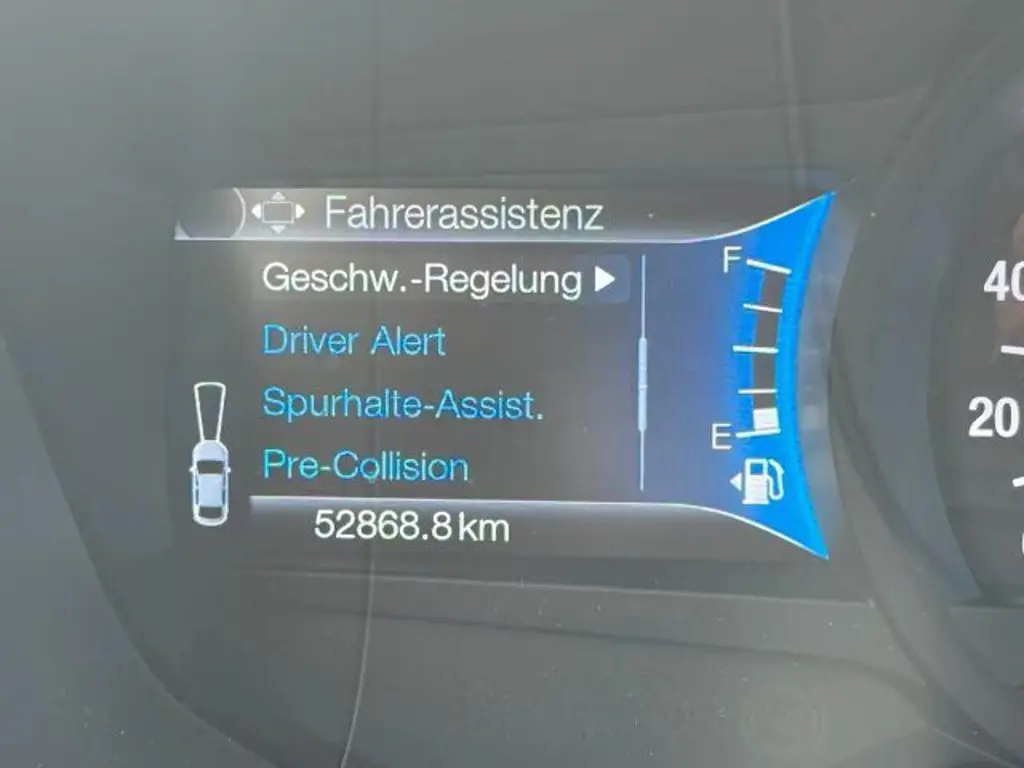 Fahrerassistenz
Geschw.-Regelung
Driver Alert
Spurhalte-Assist.
Pre-Collision
52868.8 km
F
E
40
20